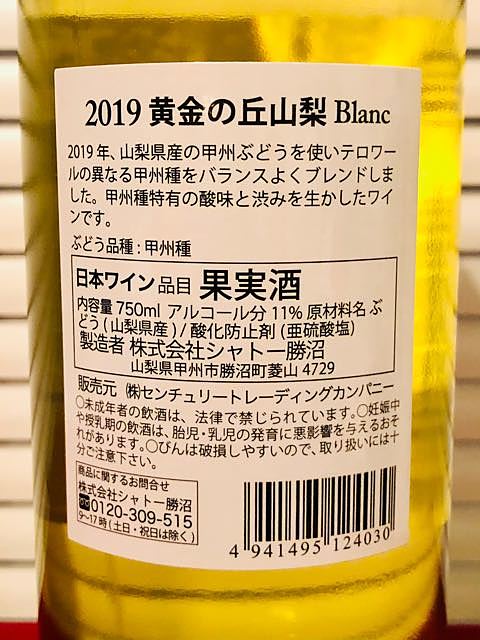 2019 黄金の丘山梨 Blanc
2019年、山梨県産の甲州ぶどうを使いテロワー
ルの異なる甲州種をバランスよくブレンドしまし
た。甲州種特有の酸味と渋みを生かしたワイ
ンです。
ぶどう品種 : 甲州種
日本ワイン 品目 果実酒
内容量 750ml アルコール分 11% 原材料名 ぶ
どう(山梨県産)/酸化防止剤(亜硫酸塩)
製造者 株式会社シャトー勝沼
山梨県甲州市勝沼町菱山 4729
販売元 ㈱センチュリートレーディングカンパニー
○未成年者の飲酒は、法律で禁じられています。○妊娠中
や授乳期の飲酒は、胎児・乳児の発育に悪影響を与えるおそ
れがあります。○びんは破損しやすいので、取り扱いには十
分ご注意下さい。
商品に関するお問合せ
株式会社シャトー勝沼
0120-309-515
9〜17時(土日・祝日は除く)
4 941495 124030